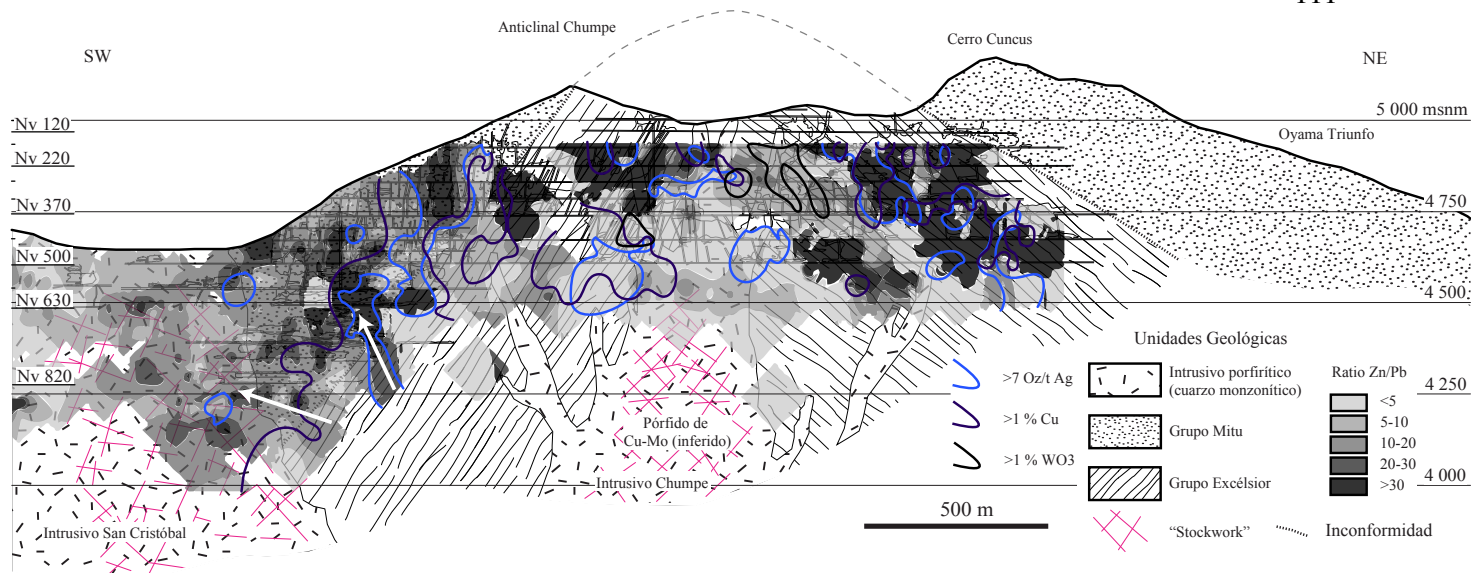 Anticlinal Chumpe
Cerro Cuncus
SW
NE
5 000 msnm
Nv 120
Oyama Triunfo
Nv 220
Nv 370
4 750
Nv 500
4 500
Nv 630
Nv 820
4 250
Pórfido de
Cu-Mo (inferido)
4 000
Intrusivo Chumpe
Intrusivo San Cristóbal
500 m
Unidades Geológicas
>7 Oz/t Ag
>1 % Cu
>1 % WO3
Intrusivo porfirítico
(cuarzo monzonítico)
Grupo Mitu
Grupo Excélsior
"Stockwork"
Inconformidad
Ratio Zn/Pb
<5
5-10
10-20
20-30
>30